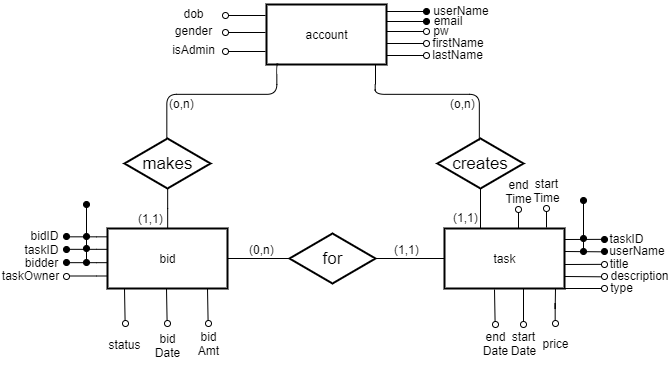 dob
gender
isAdmin
account
userName
email
pw
firstName
lastName
(o,n)
(o,n)
makes
creates
end
Time
start
Time
(1,1)
(1,1)
bidID
taskID
bidder
taskOwner
bid
(0,n)
for
(1,1)
task
taskID
userName
title
description
type
status
bid
Date
bid
Amt
end
Date
start
Date
price